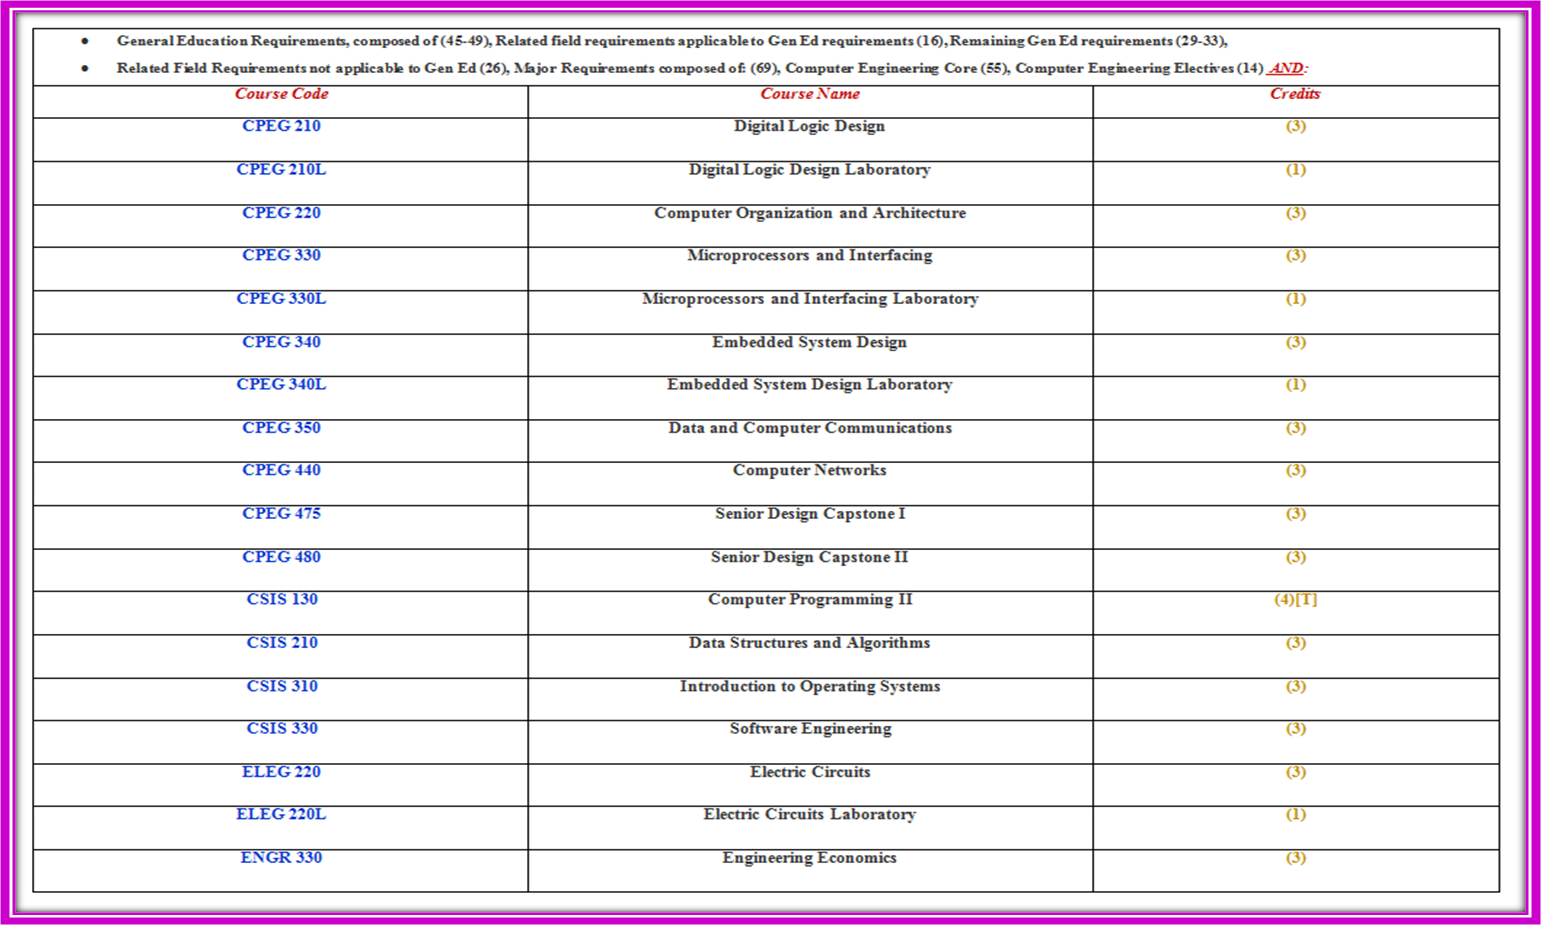 • General Education Requirements, composed of (45-49), Related field requirements applicable to Gen Ed requirements (16), Remaining Gen Ed requirements (29-33),
• Related Field Requirements not applicable to Gen Ed (26), Major Requirements composed of: (69), Computer Engineering Core (55), Computer Engineering Electives (14) AND:
Course Code Course Name Credits
CPEG 210 Digital Logic Design (3)
CPEG 210L Digital Logic Design Laboratory (1)
CPEG 220 Computer Organization and Architecture (3)
CPEG 330 Microprocessors and Interfacing (3)
CPEG 330L Microprocessors and Interfacing Laboratory (1)
CPEG 340 Embedded System Design (3)
CPEG 340L Embedded System Design Laboratory (1)
CPEG 350 Data and Computer Communications (3)
CPEG 440 Computer Networks (3)
CPEG 475 Senior Design Capstone I (3)
CPEG 480 Senior Design Capstone II (3)
CSIS 130 Computer Programming II (4)[T]
CSIS 210 Data Structures and Algorithms (3)
CSIS 310 Introduction to Operating Systems (3)
CSIS 330 Software Engineering (3)
ELEG 220 Electric Circuits (3)
ELEG 220L Electric Circuits Laboratory (1)
ENGR 330 Engineering Economics (3)